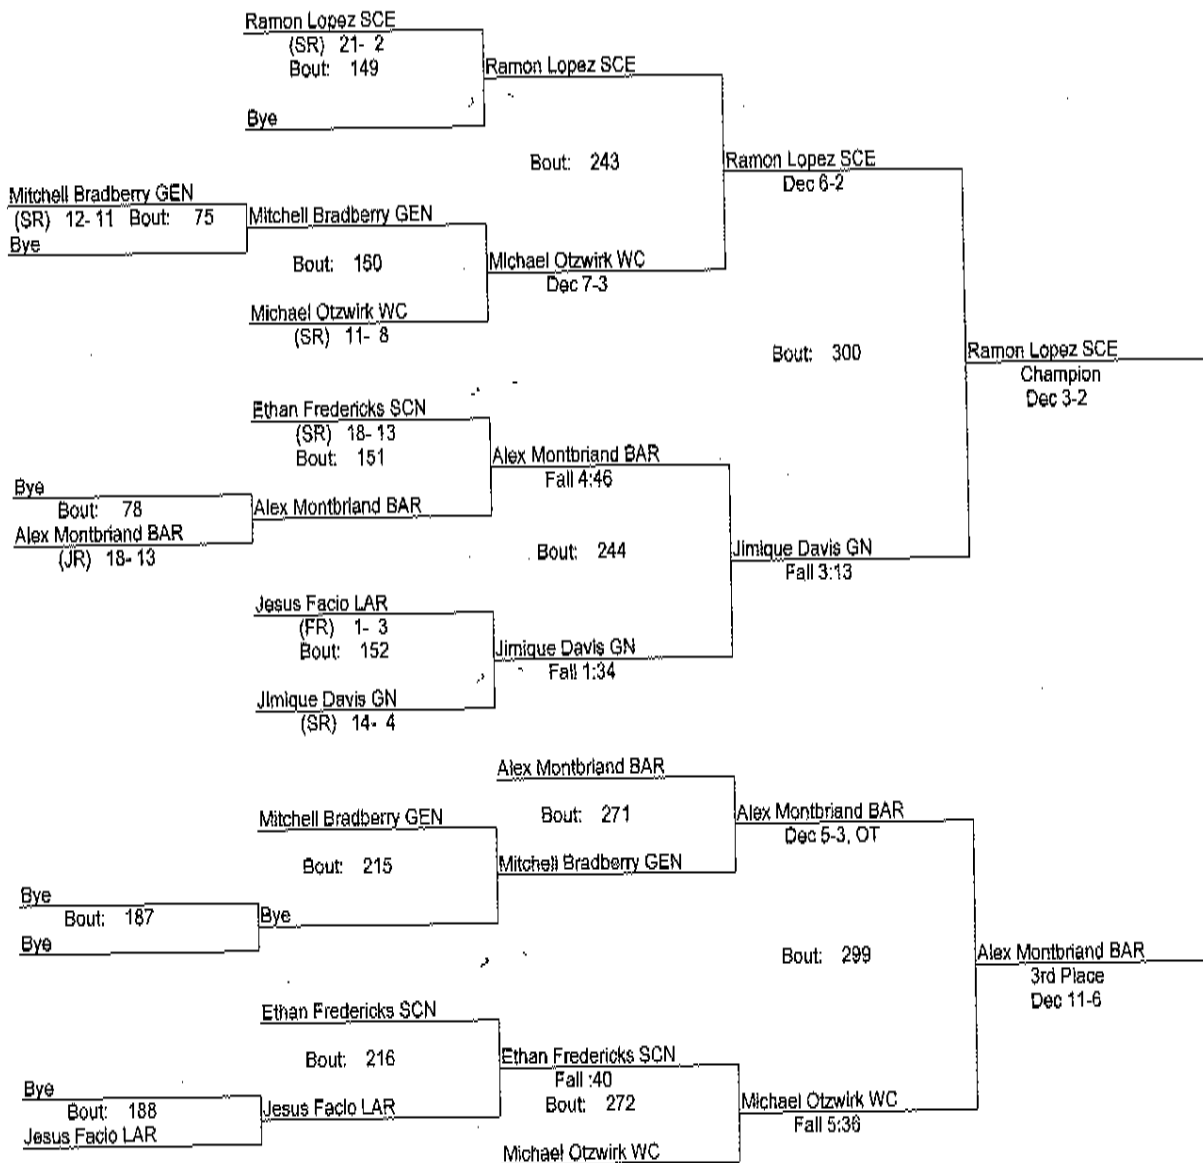 Ramon Lopez SCE
(SR) 21- 2
Bout: 149
Ramon Lopez SCE
Bye
Bout: 243
Ramon Lopez SCE
Dec 6-2
Mitchell Bradberry GEN
(SR) 12- 11 Bout: 75
Bye
Mitchell Bradberry GEN
Bout: 150
Michael Otzwirk WC
Dec 7-3
Michael Otzwirk WC
(SR) 11- 8
Bout: 300
Ramon Lopez SCE
Champion
Dec 3-2
Ethan Fredericks SCN
(SR) 18- 13
Bout: 151
Alex Montbriand BAR
Fall 4:46
Bye
Bout: 78
Alex Montbriand BAR
(JR) 18- 13
Alex Montbriand BAR
Bout: 244
Jimique Davis GN
Fall 3:13
Jesus Facio LAR
(FR) 1- 3
Bout: 152
Jimique Davis GN
Fall 1:34
Jimique Davis GN
(SR) 14- 4
Alex Montbriand BAR
Bout: 271
Alex Montbriand BAR
Dec 5-3, OT
Mitchell Bradberry GEN
Bout: 215
Mitchell Bradberry GEN
Bye
Bout: 187
Bye
Bye
Bout: 299
Alex Montbriand BAR
3rd Place
Dec 11-6
Ethan Fredericks SCN
Bout: 216
Ethan Fredericks SCN
Fall :40
Bout: 272
Bye
Bout: 188
Jesus Facio LAR
Jesus Facio LAR
Michael Otzwirk WC
Fall 5:36
Michael Otzwirk WC